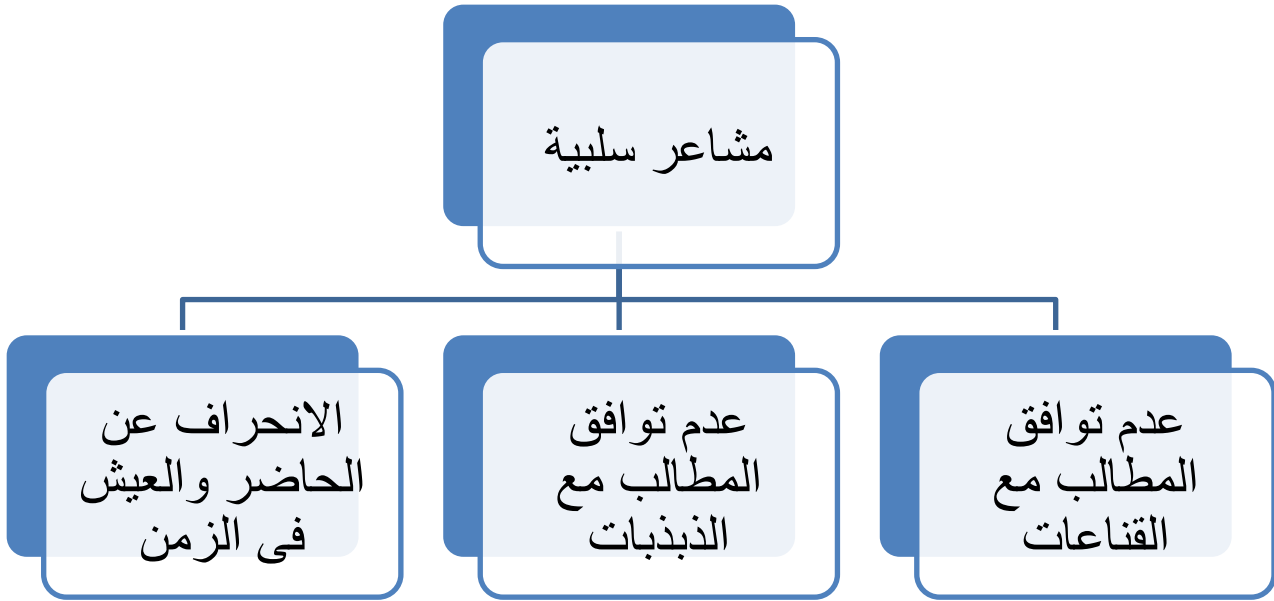 مشاعر سلبية
عدم توافق
المطالب مع
القناعات
عدم توافق
المطالب مع
الذبذبات
الانحراف عن
الحاضر والعيش
فى الزمن